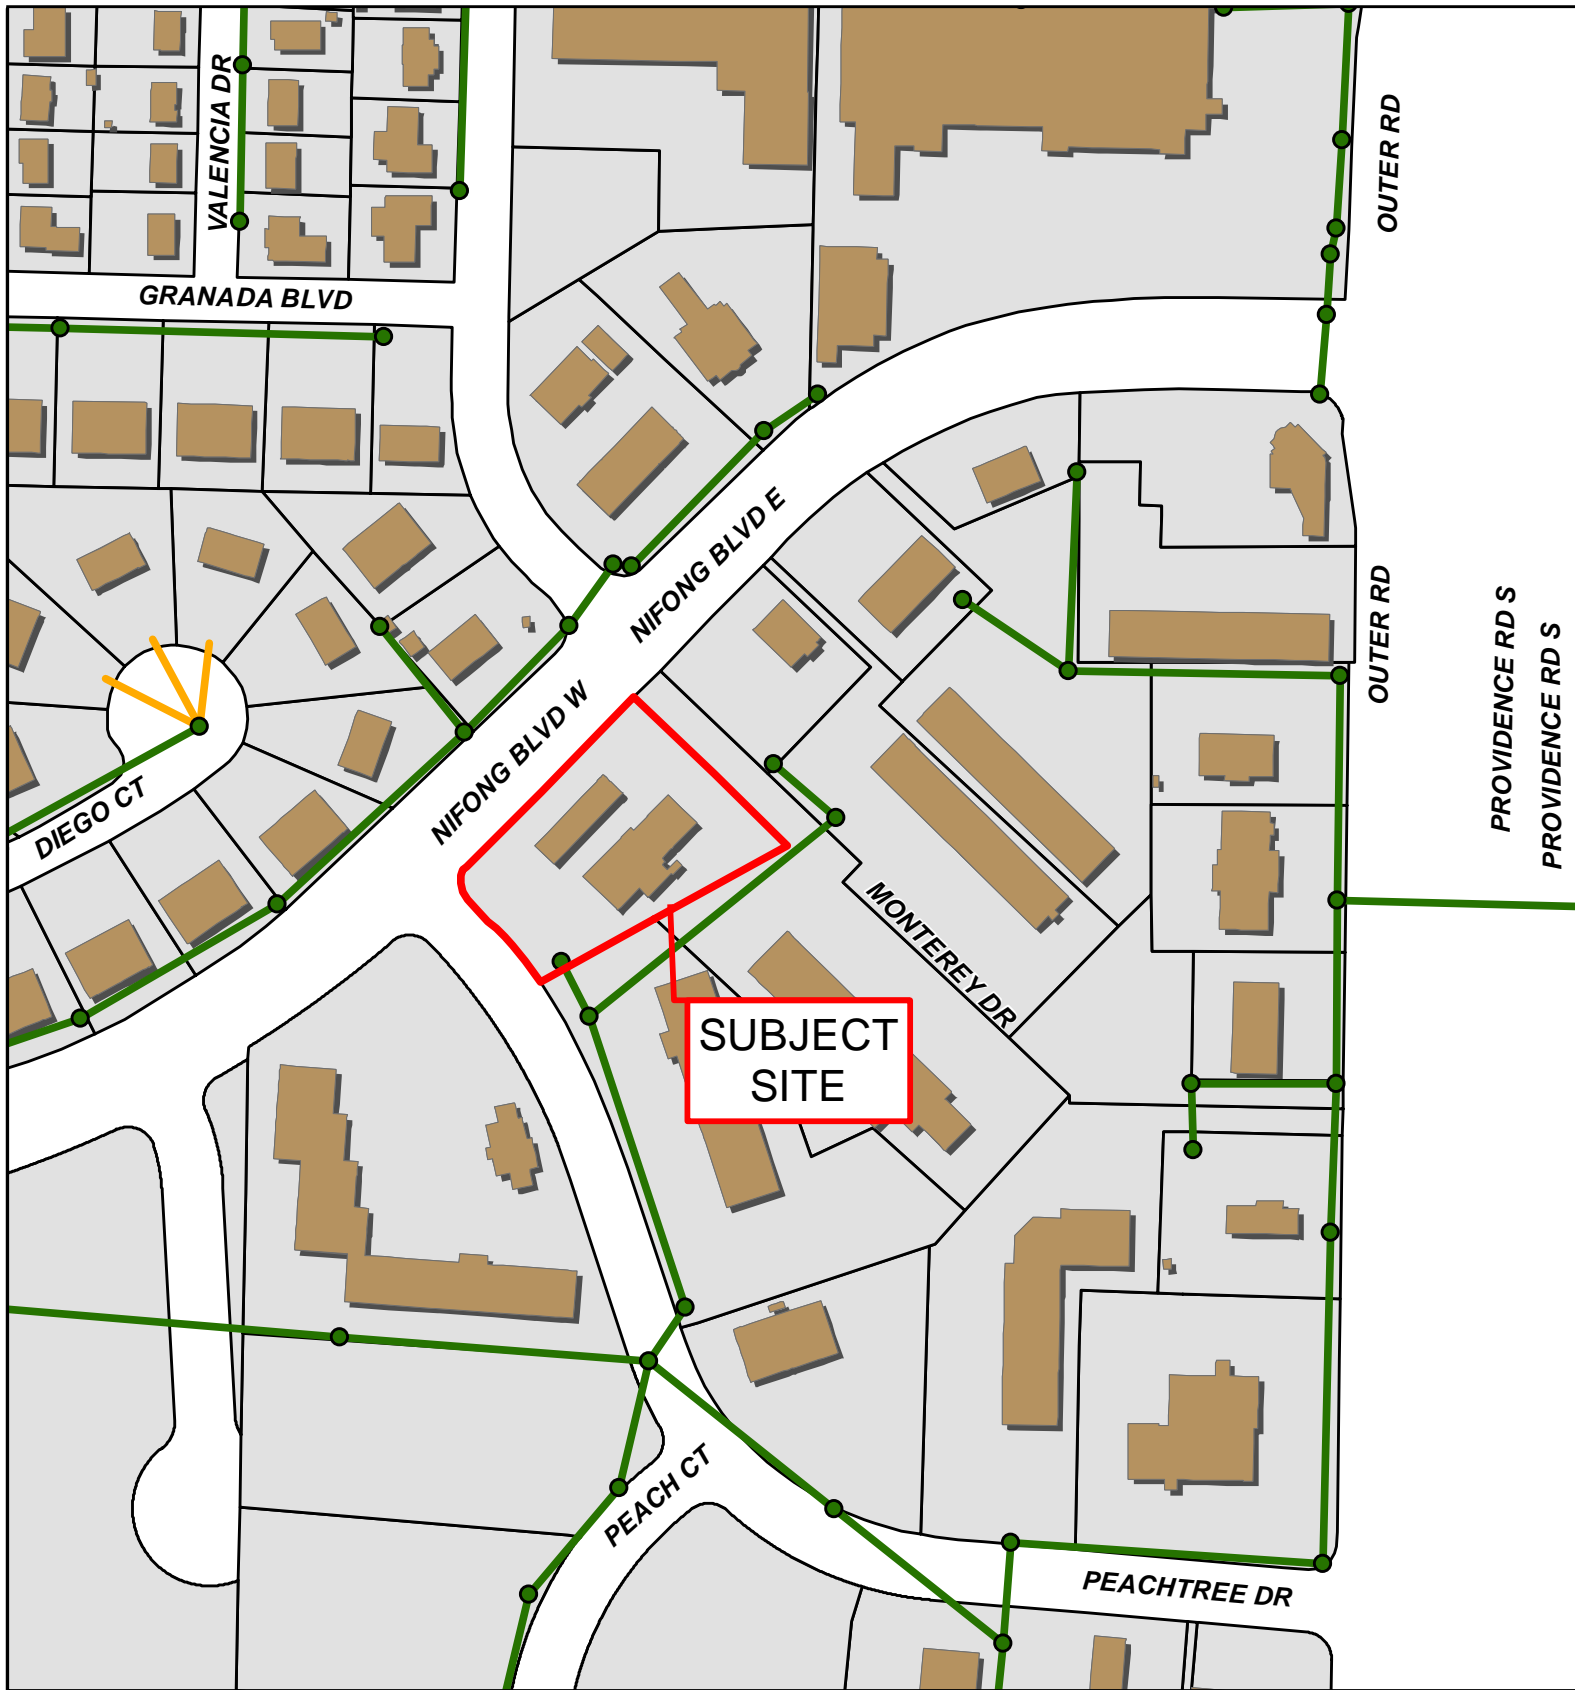 VALENCIA DR
OUTER RD
GRANADA BLVD
NIFONG BLVD E
OUTER RD
PROVIDENCE RD S
PROVIDENCE RD S
NIFONG BLVD W
DIEGO CT
MONTEREY DR
SUBJECT
SITE
PEACH CT
PEACHTREE DR